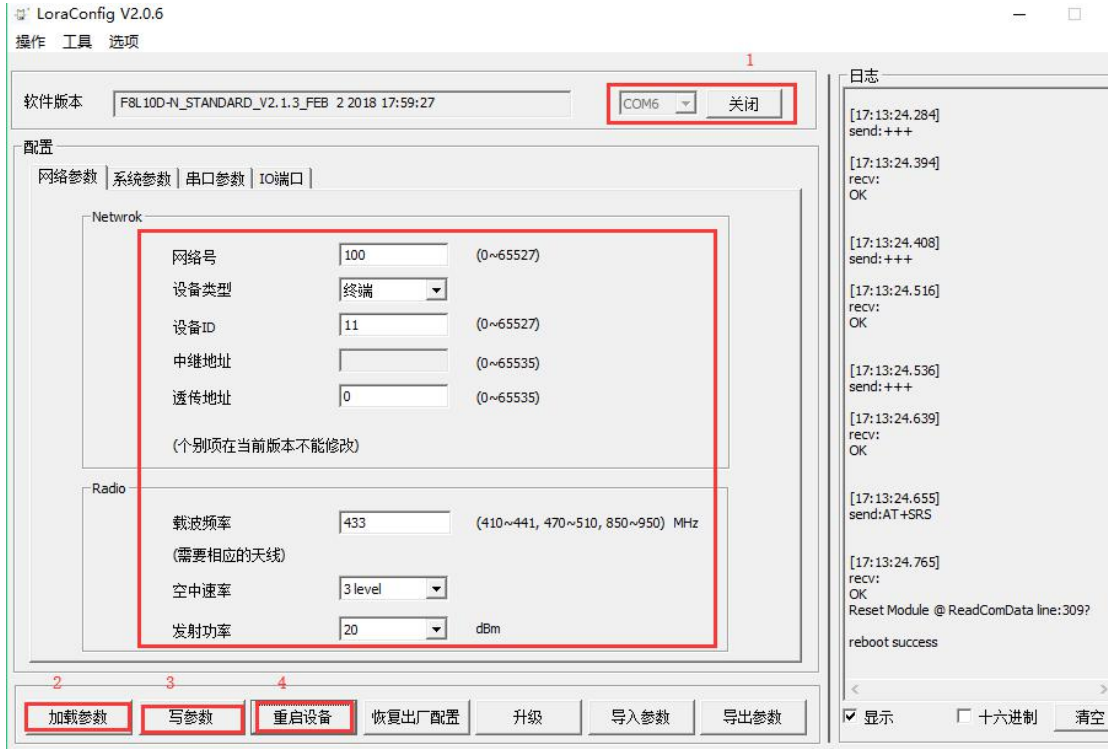 LoraConfig V2.0.6
操作 工具 选项
1
软件版本 F8L10D-N_STANDARD_V2.1.3_FEB 2 2018 17:59:27 COM6 关闭
配置
网络参数 系统参数 串口参数 IO端口
Netwrok
网络号 100 (0~65527)
设备类型 终端
设备ID 11 (0~65527)
中继地址 (0~65535)
透传地址 0 (0~65535)
(个别项在当前版本不能修改)
Radio
载波频率 433 (410~441, 470~510, 850~950) MHz
(需要相应的天线)
空中速率 3 level
发射功率 20 dBm
2 3 4
加载参数 写参数 重启设备 恢复出厂配置 升级 导入参数 导出参数
日志
[17:13:24.284]
send:+++
[17:13:24.394]
recv:
OK
[17:13:24.408]
send:+++
[17:13:24.516]
recv:
OK
[17:13:24.536]
send:+++
[17:13:24.639]
recv:
OK
[17:13:24.655]
send:AT+SRS
[17:13:24.765]
recv:
OK
Reset Module @ ReadComData line:309?
reboot success
显示 十六进制 清空